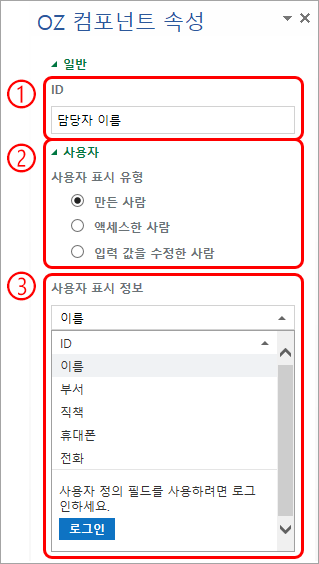 OZ 컴포넌트 속성
일반
① ID
담당자 이름
② 사용자
사용자 표시 유형
만든 사람
액세스한 사람
입력 값을 수정한 사람
③ 사용자 표시 정보
이름
ID
이름
부서
직책
휴대폰
전화
사용자 정의 필드를 사용하려면 로그
인하세요.
로그인